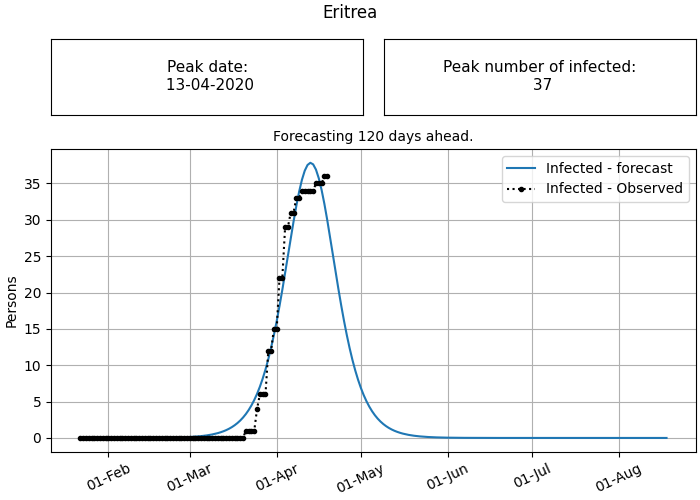 Eritrea
Peak date:
13-04-2020
Peak number of infected:
37
Forecasting 120 days ahead.
Infected - forecast
Infected - Observed
Persons
35
30
25
20
15
10
5
0
01-Feb
01-Mar
01-Apr
01-May
01-Jun
01-Jul
01-Aug